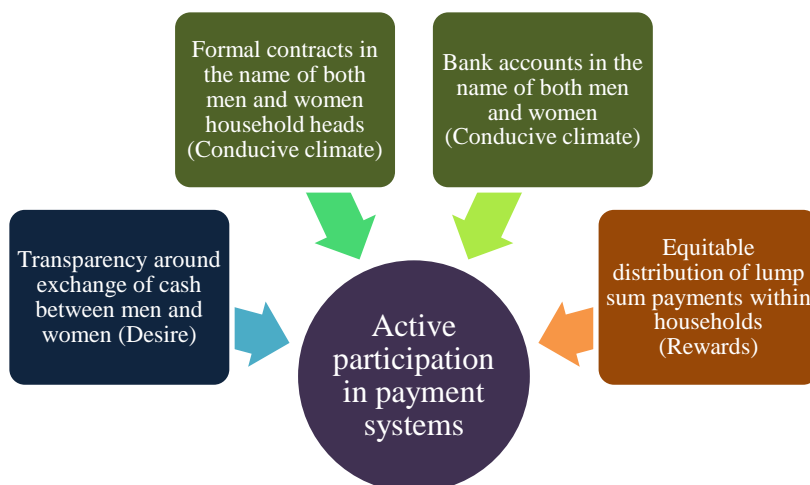 Formal contracts in
the name of both
men and women
household heads
(Conducive climate)
Bank accounts in the
name of both men
and women
(Conducive climate)
Transparency around
exchange of cash
between men and
women (Desire)
Equitable
distribution of lump
sum payments within
households
(Rewards)
Active
participation
in payment
systems